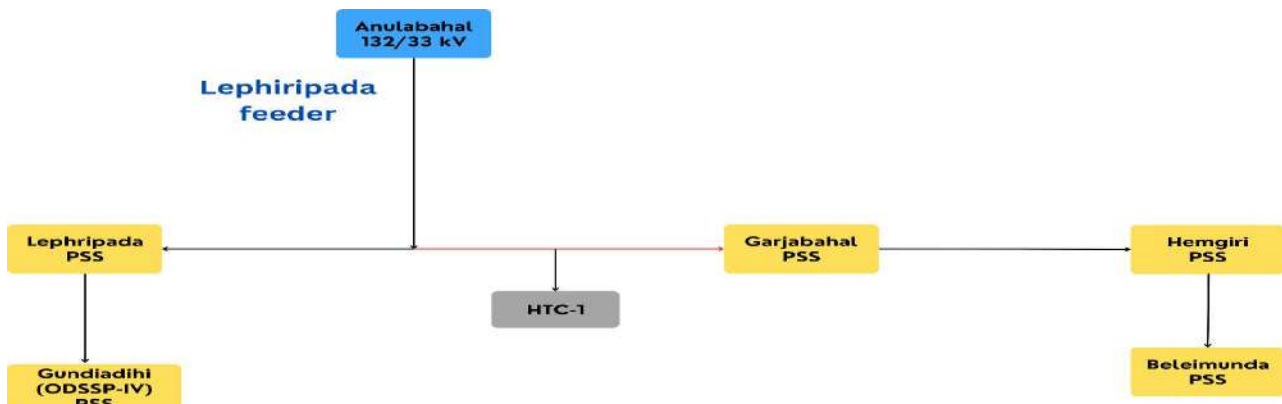 Anulabahal
132/33 kV
Lephiripada
feeder
Lephripada
PSS
Garjabahal
PSS
Hemgiri
PSS
HTC-1
Gundiadihi
(ODSSP-IV)
PSS
Beleimunda
PSS